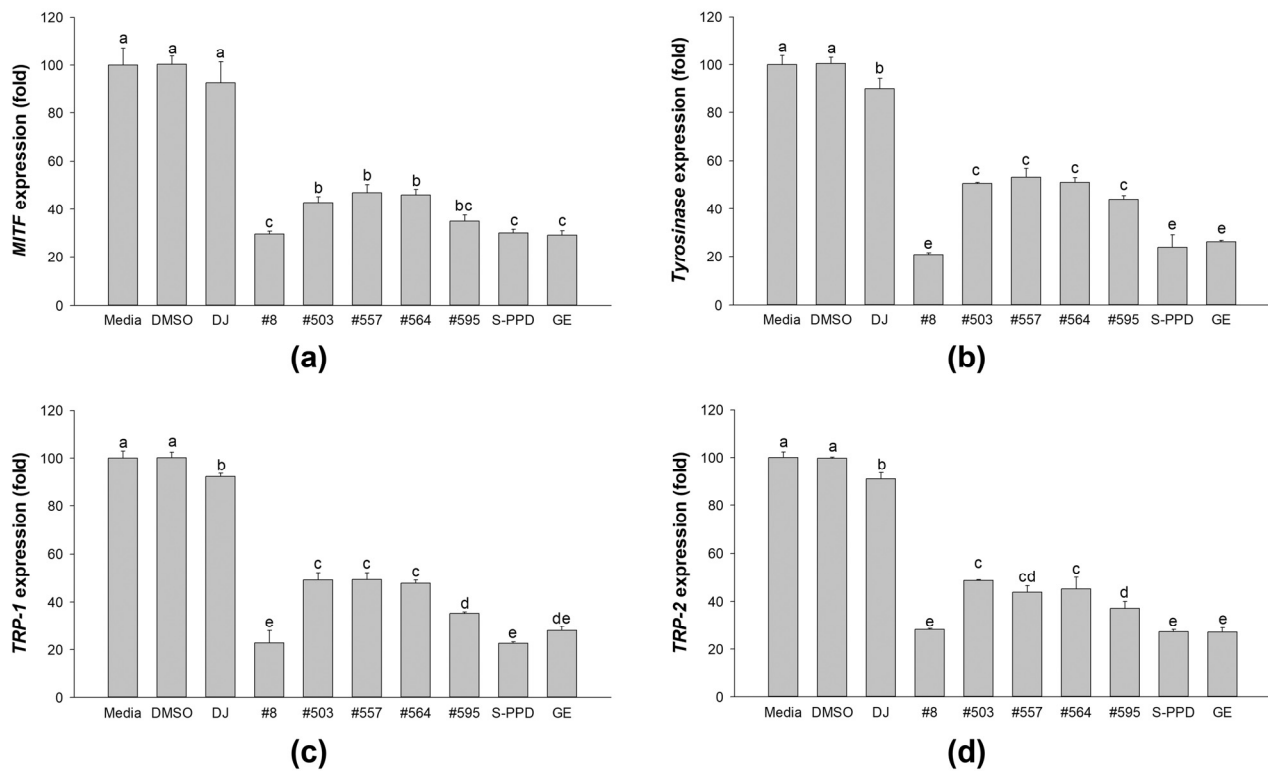 MITF expression (fold)
120
100
80
60
40
20
0
a a a c b b b bc c c
Media DMSO DJ #8 #503 #557 #564 #595 S-PPD GE
(a)
Tyrosinase expression (fold)
120
100
80
60
40
20
0
a a b e c c c c e e
Media DMSO DJ #8 #503 #557 #564 #595 S-PPD GE
(b)
TRP-1 expression (fold)
120
100
80
60
40
20
0
a a b e c c c d e de
Media DMSO DJ #8 #503 #557 #564 #595 S-PPD GE
(c)
TRP-2 expression (fold)
120
100
80
60
40
20
0
a a b e c cd c d e e
Media DMSO DJ #8 #503 #557 #564 #595 S-PPD GE
(d)